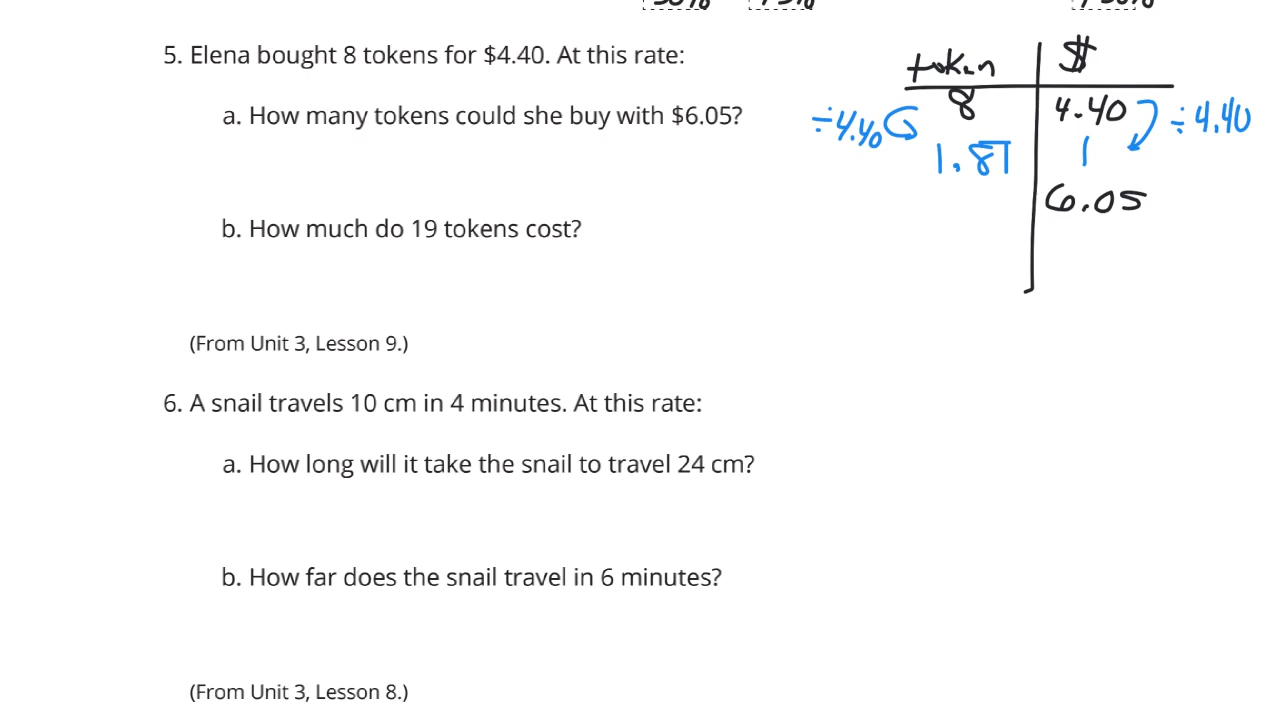 5. Elena bought 8 tokens for $4.40. At this rate:
token $
8 4.40
a. How many tokens could she buy with $6.05?
÷4.40 ÷4.40
1.81 1
6.05
b. How much do 19 tokens cost?
(From Unit 3, Lesson 9.)
6. A snail travels 10 cm in 4 minutes. At this rate:
a. How long will it take the snail to travel 24 cm?
b. How far does the snail travel in 6 minutes?
(From Unit 3, Lesson 8.)